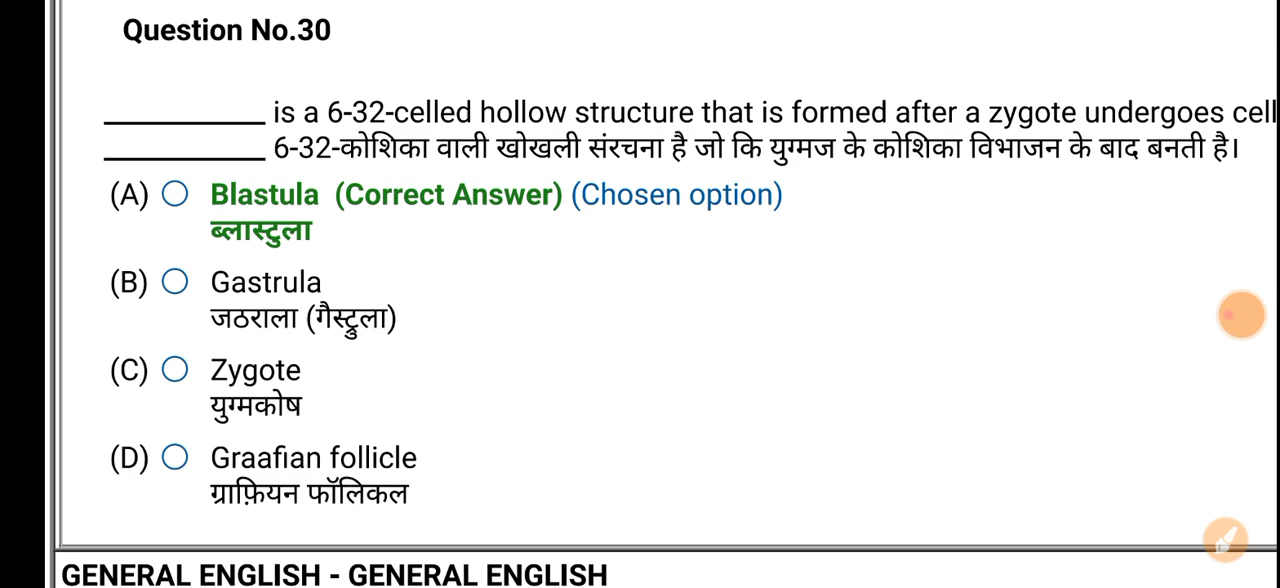 Question No.30
__________ is a 6-32-celled hollow structure that is formed after a zygote undergoes cell
__________ 6-32-कोशिका वाली खोखली संरचना है जो कि युग्मज के कोशिका विभाजन के बाद बनती है।
(A) Blastula (Correct Answer) (Chosen option)
ब्लास्टुला
(B) Gastrula
जठराला (गैस्ट्रुला)
(C) Zygote
युग्मकोष
(D) Graafian follicle
ग्राफ़ियन फॉलिकल
GENERAL ENGLISH - GENERAL ENGLISH